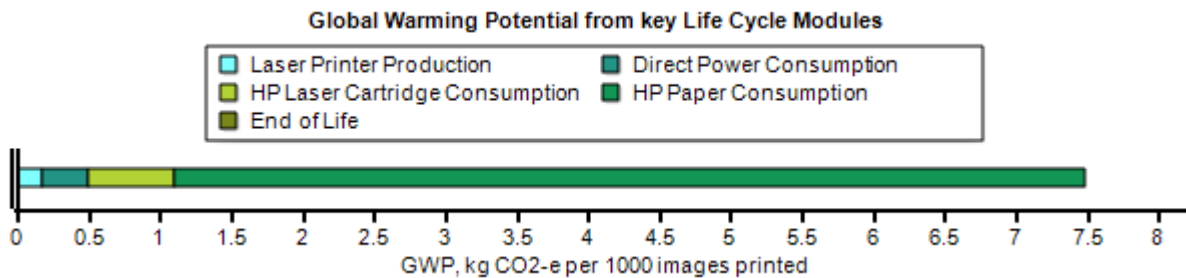 Global Warming Potential from key Life Cycle Modules
Laser Printer Production Direct Power Consumption
HP Laser Cartridge Consumption HP Paper Consumption
End of Life
0 0.5 1 1.5 2 2.5 3 3.5 4 4.5 5 5.5 6 6.5 7 7.5 8
GWP, kg CO2-e per 1000 images printed